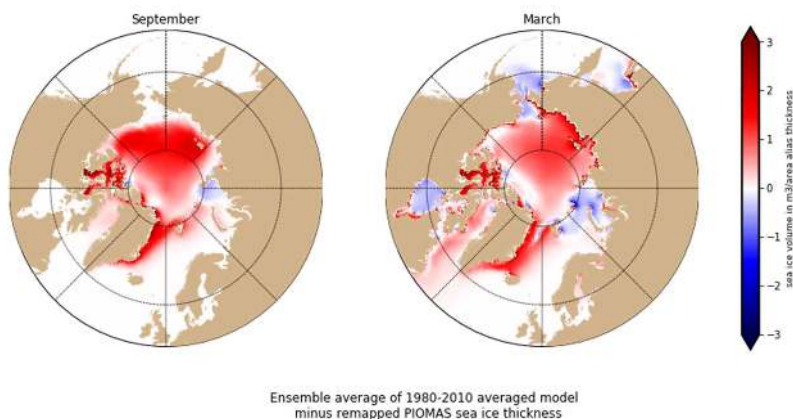 September
March
3
2
1
0
−1
−2
−3
sea ice volume in m3/area alias thickness
Ensemble average of 1980-2010 averaged model
minus remapped PIOMAS sea ice thickness